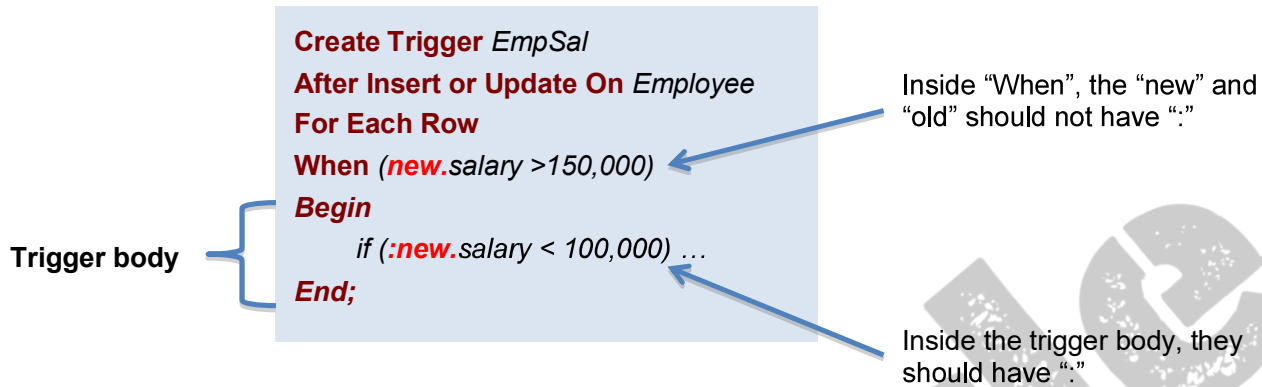 Create Trigger EmpSal
After Insert or Update On Employee
For Each Row
When (new.salary >150,000)
Begin
if (:new.salary < 100,000) …
End;
Trigger body
Inside “When”, the “new” and
“old” should not have “:”
Inside the trigger body, they
should have “:”